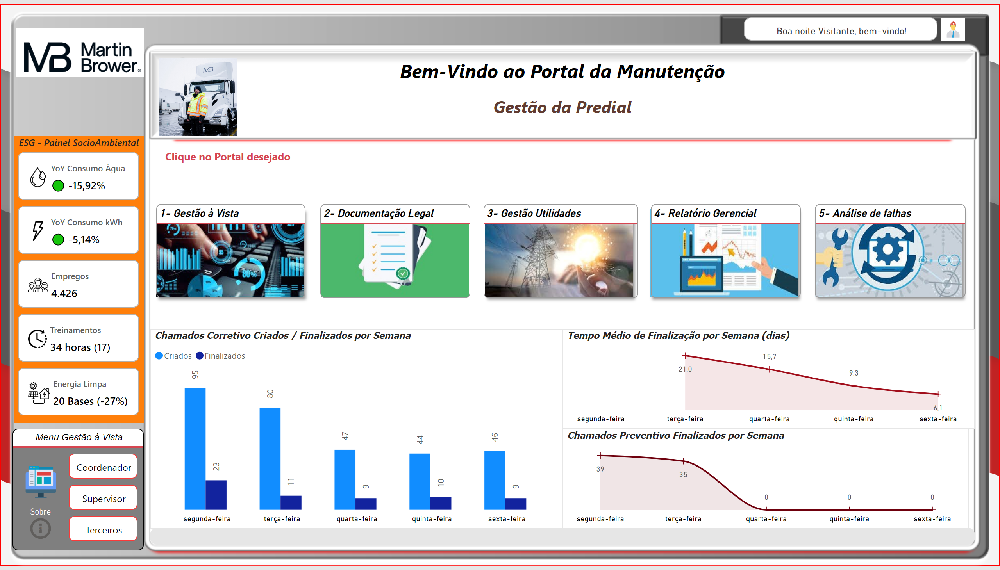 Boa noite Visitante, bem-vindo!
MB Martin
Brower®
MB
Bem-Vindo ao Portal da Manutenção
Gestão da Predial
ESG - Painel SocioAmbiental
YoY Consumo Àgua
-15,92%
YoY Consumo kWh
-5,14%
Empregos
4.426
Treinamentos
34 horas (17)
Energia Limpa
20 Bases (-27%)
Menu Gestão à Vista
Coordenador
Supervisor
Sobre
Terceiros
Clique no Portal desejado
1- Gestão à Vista
2- Documentação Legal
3- Gestão Utilidades
4- Relatório Gerencial
5- Análise de falhas
79%
55
80%
Chamados Corretivo Criados / Finalizados por Semana
Criados Finalizados
95
23
80
11
47
9
44
10
46
9
segunda-feira terça-feira quarta-feira quinta-feira sexta-feira
Tempo Médio de Finalização por Semana (dias)
21,0
15,7
9,3
6,1
segunda-feira terça-feira quarta-feira quinta-feira sexta-feira
Chamados Preventivo Finalizados por Semana
39
35
0
0
0
segunda-feira terça-feira quarta-feira quinta-feira sexta-feira